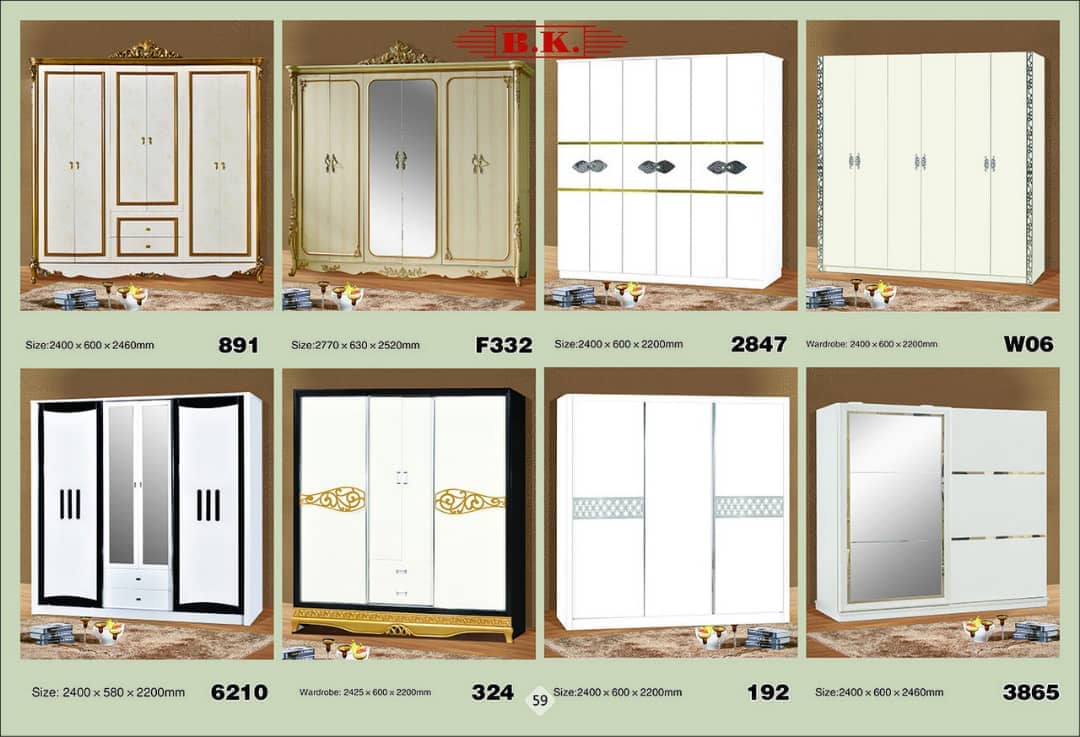 B.K.
Size:2400 x 600 x 2460mm 891
Size:2770 x 630 x 2520mm F332
Size:2400 x 600 x 2200mm 2847
Wardrobe: 2400 x 600 x 2200mm W06
Size: 2400 x 580 x 2200mm 6210
Wardrobe: 2425 x 600 x 2200mm 324
Size:2400 x 600 x 2200mm 192
Size:2400 x 600 x 2460mm 3865
59